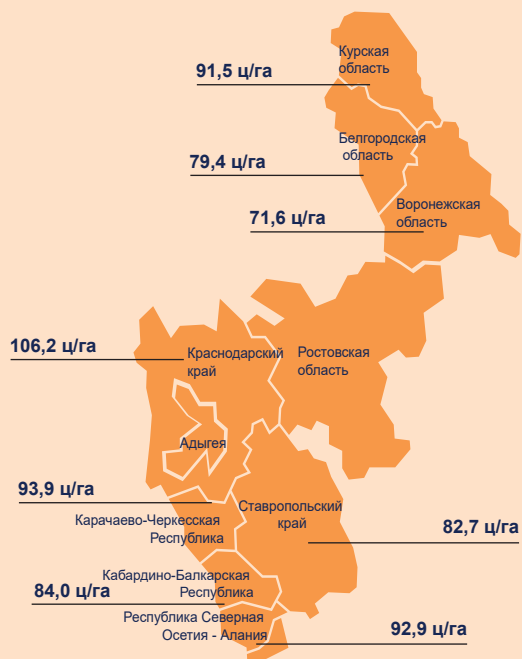 Курская
область
91,5 ц/га
Белгородская
область
79,4 ц/га
Воронежская
область
71,6 ц/га
106,2 ц/га
Краснодарский
край
Ростовская
область
Адыгея
93,9 ц/га
Карачаево-Черкесская
Республика
Ставропольский
край
82,7 ц/га
Кабардино-Балкарская
Республика
84,0 ц/га
Республика Северная
Осетия - Алания
92,9 ц/га